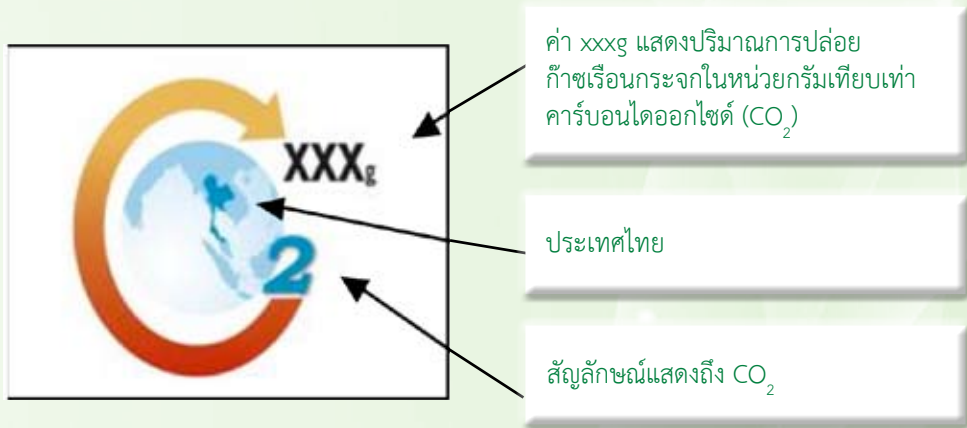 ค่า xxxg แสดงปริมาณการปล่อย
ก๊าซเรือนกระจกในหน่วยกรัมเทียบเท่า
คาร์บอนไดออกไซด์ (CO2)
XXXg
ประเทศไทย
2
สัญลักษณ์แสดงถึง CO2